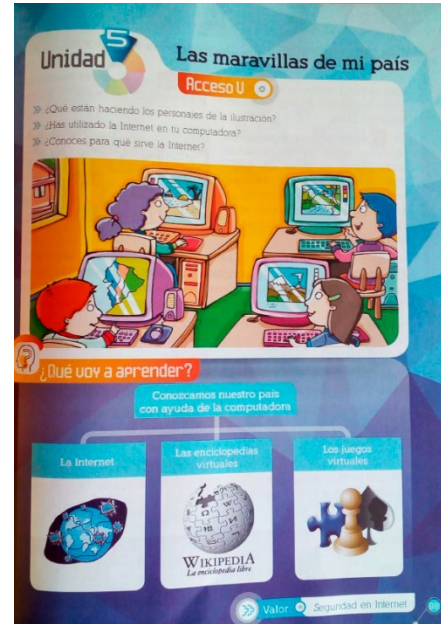 Unidad 5
Las maravillas de mi país
Acceso U
» ¿Qué están haciendo los personajes de la ilustración?
» ¿Has utilizado la Internet en tu computadora?
» ¿Conoces para qué sirve la Internet?
¿Qué voy a aprender?
Conozcamos nuestro país
con ayuda de la computadora
La Internet
Las enciclopedias
virtuales
Los juegos
virtuales
WIKIPEDIA
La enciclopedia libre
» Valor
Seguridad en Internet